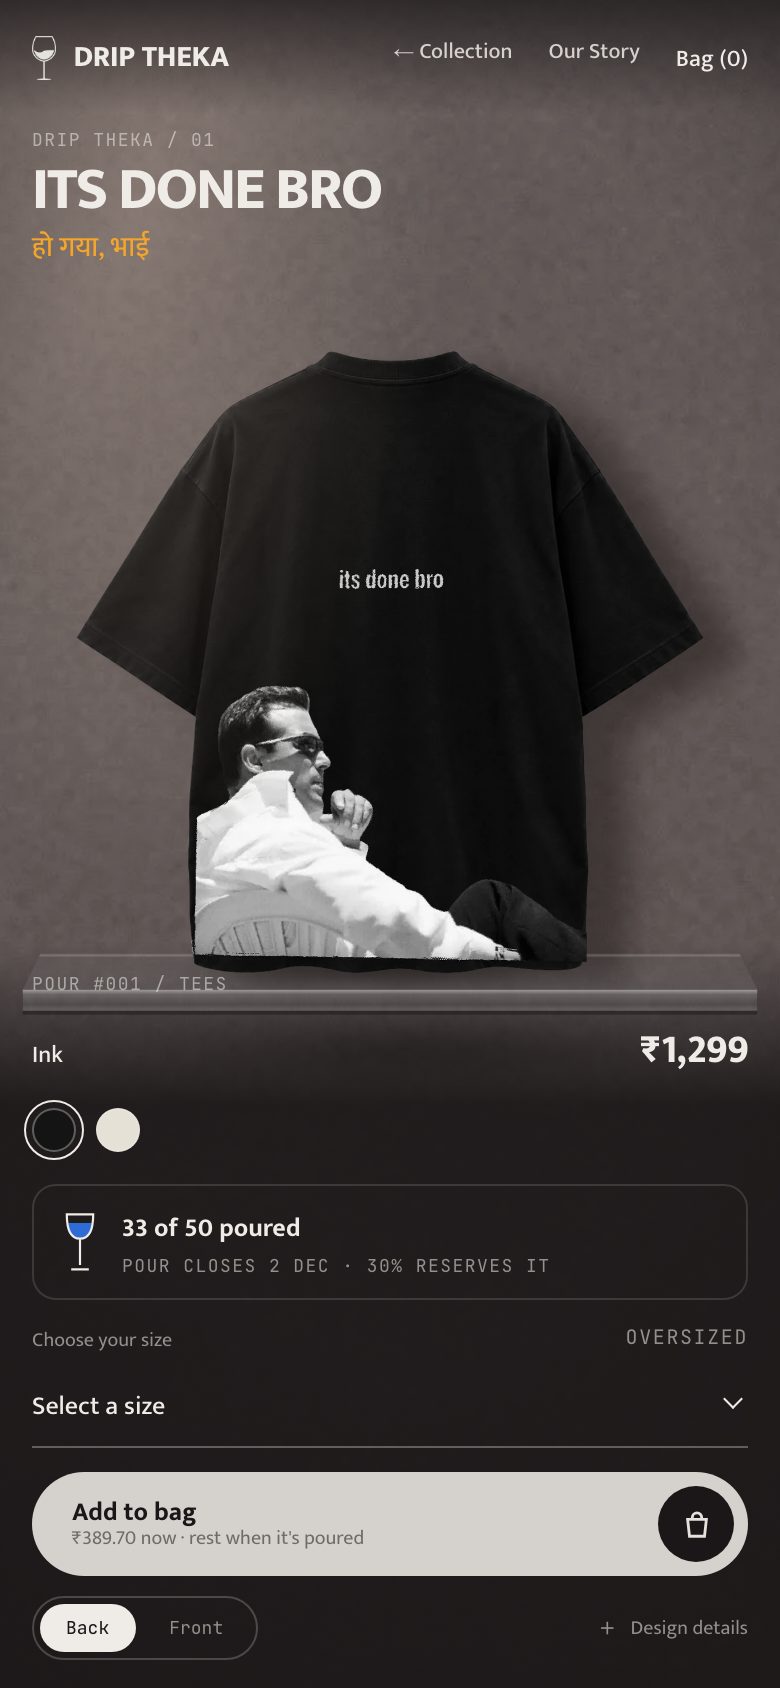 DRIP THEKA
← Collection
Our Story
Bag (0)
DRIP THEKA / 01
ITS DONE BRO
हो गया, भाई
its done bro
POUR #001 / TEES
Ink
₹1,299
33 of 50 poured
POUR CLOSES 2 DEC · 30% RESERVES IT
Choose your size
OVERSIZED
Select a size
Add to bag
₹389.70 now · rest when it's poured
Back
Front
+ Design details